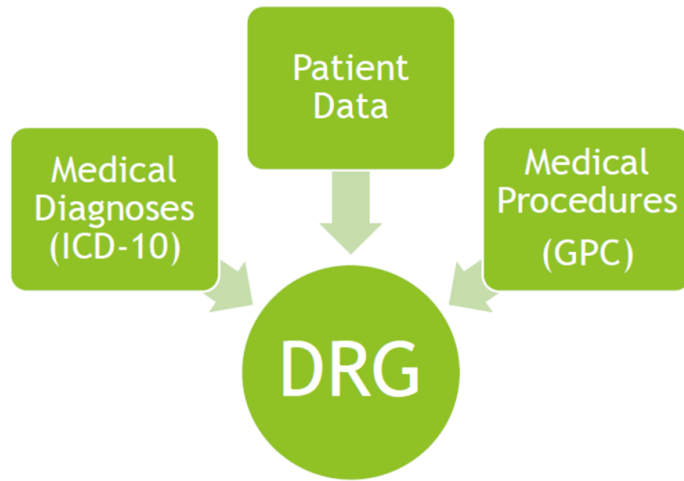 Patient
Data
Medical
Diagnoses
(ICD-10)
Medical
Procedures
(GPC)
DRG